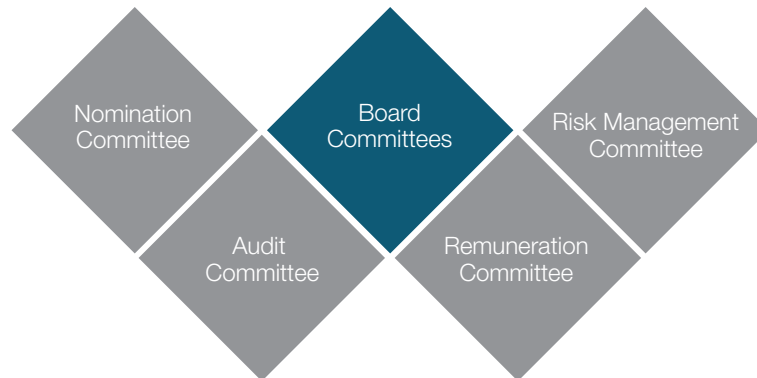 Nomination
Committee
Board
Committees
Risk Management
Committee
Audit
Committee
Remuneration
Committee